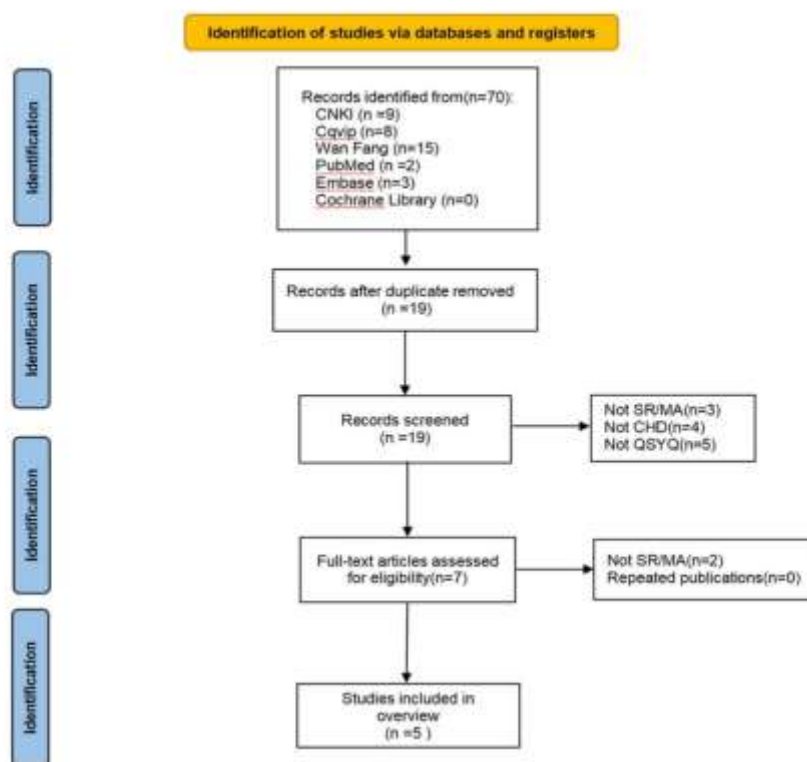 Identification of studies via databases and registers
Identification
Records identified from(n=70):
CNKI (n =9)
Cqvip (n=8)
Wan Fang (n=15)
PubMed (n =2)
Embase (n=3)
Cochrane Library (n=0)
Identification
Records after duplicate removed
(n =19)
Records screened
(n =19)
Not SR/MA(n=3)
Not CHD(n=4)
Not QSYQ(n=5)
Identification
Full-text articles assessed
for eligibility(n=7)
Not SR/MA(n=2)
Repeated publications(n=0)
Identification
Studies included in
overview
(n =5 )